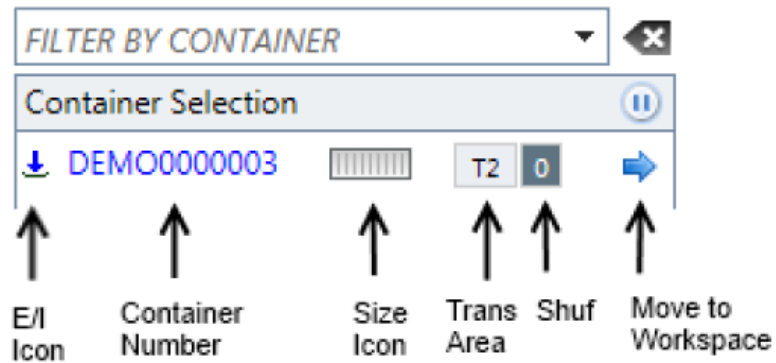 FILTER BY CONTAINER
Container Selection
DEMO0000003 T2 0
E/I Icon
Container Number
Size Icon
Trans Area
Shuf
Move to Workspace